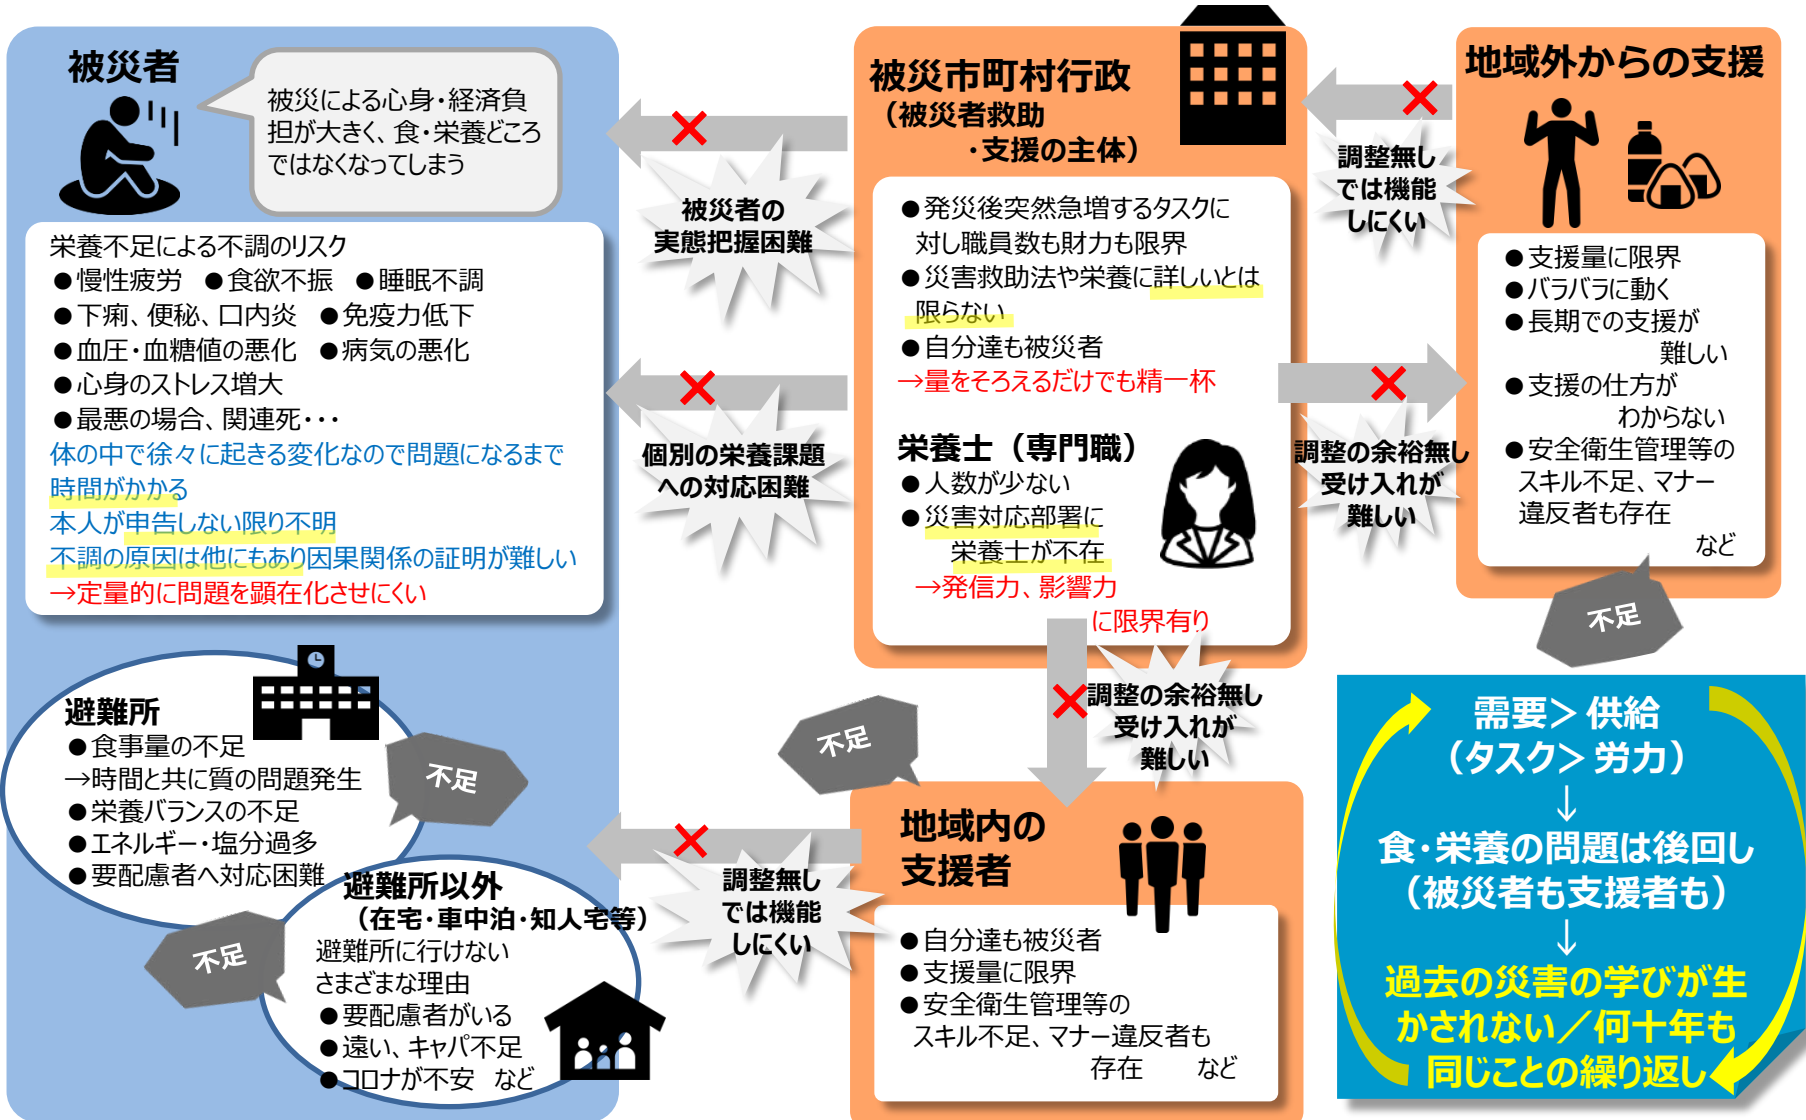 被災者
被災による心身・経済負
担が大きく、食・栄養どころ
ではなくなってしまう
栄養不足による不調のリスク
●慢性疲労　●食欲不振　●睡眠不調
●下痢、便秘、口内炎　●免疫力低下
●血圧・血糖値の悪化　●病気の悪化
●心身のストレス増大
●最悪の場合、関連死・・・
体の中で徐々に起きる変化なので問題になるまで
時間がかかる
本人が申告しない限り不明
不調の原因は他にもあり因果関係の証明が難しい
→定量的に問題を顕在化させにくい
避難所
●食事量の不足
→時間と共に質の問題発生
●栄養バランスの不足
●エネルギー・塩分過多
●要配慮者へ対応困難
不足
避難所以外
（在宅・車中泊・知人宅等）
避難所に行けない
さまざまな理由
●要配慮者がいる
●遠い、キャパ不足
●コロナが不安　など
不足
被災者の
実態把握困難
個別の栄養課題
への対応困難
調整無し
では機能
しにくい
被災市町村行政
（被災者救助
・支援の主体）
●発災後突然急増するタスクに
対し職員数も財力も限界
●災害救助法や栄養に詳しいとは
限らない
●自分達も被災者
→量をそろえるだけでも精一杯
栄養士（専門職）
●人数が少ない
●災害対応部署に
栄養士が不在
→発信力、影響力
に限界有り
調整の余裕無し
受け入れが
難しい
不足
地域内の
支援者
●自分達も被災者
●支援量に限界
●安全衛生管理等の
スキル不足、マナー違反者も
存在　　など
調整無し
では機能
しにくい
調整の余裕無し
受け入れが
難しい
地域外からの支援
●支援量に限界
●バラバラに動く
●長期での支援が
難しい
●支援の仕方が
わからない
●安全衛生管理等の
スキル不足、マナー
違反者も存在
など
不足
需要＞供給
（タスク＞労力）
↓
食・栄養の問題は後回し
（被災者も支援者も）
↓
過去の災害の学びが生
かされない／何十年も
同じことの繰り返し